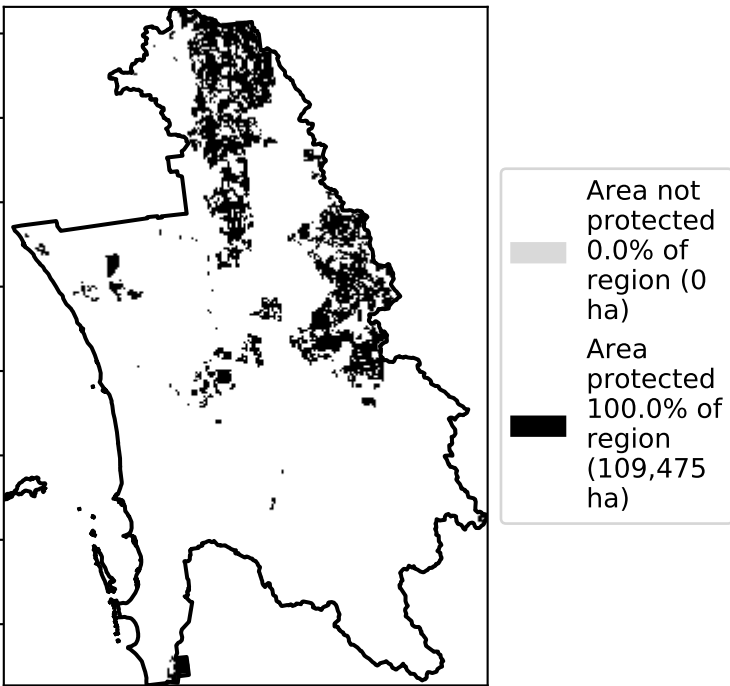 Area not
protected
0.0% of
region (0
ha)
Area
protected
100.0% of
region
(109,475
ha)